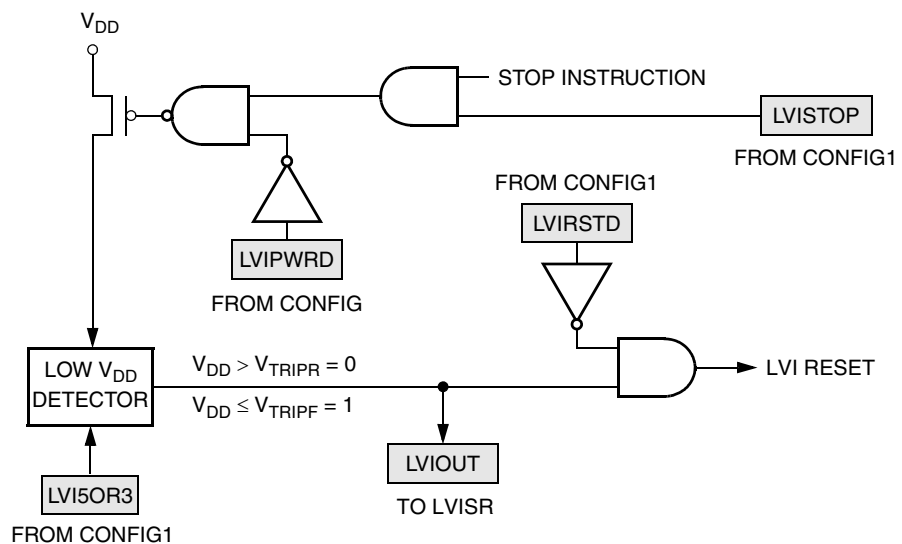 VDD
STOP INSTRUCTION
LVISTOP
FROM CONFIG1
FROM CONFIG1
LVIRSTD
LVIPWRD
FROM CONFIG
LOW VDD
DETECTOR
VDD > VTRIPR = 0
VDD ≤ VTRIPF = 1
LVI RESET
LVIOUT
TO LVISR
LVI5OR3
FROM CONFIG1